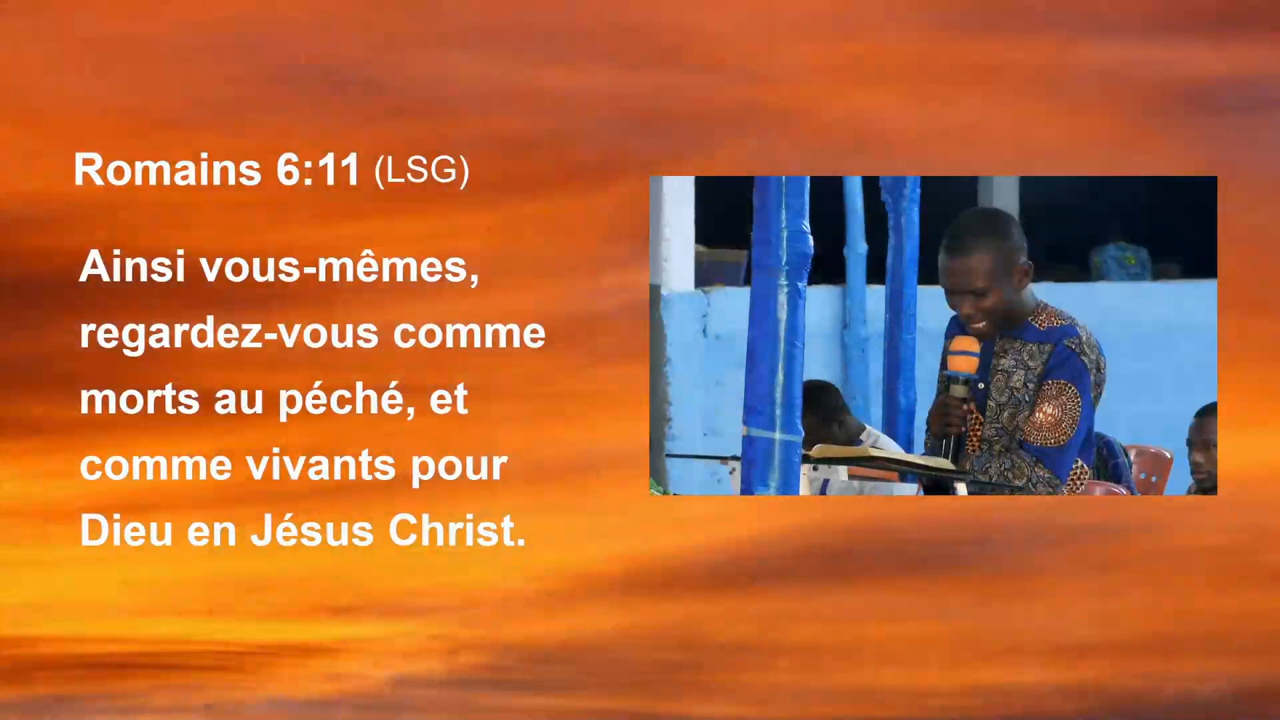 Romains 6:11 (LSG)
Ainsi vous-mêmes,
regardez-vous comme
morts au péché, et
comme vivants pour
Dieu en Jésus Christ.